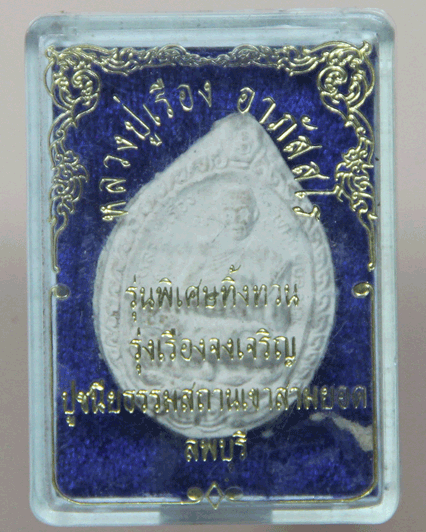 หลวงปู่เรือง อาภัสสโร
รุ่นพิเศษทิ้งทวน
รุ่งเรืองจงเจริญ
ปูชนียธรรมสถานเขาสามยอด
ลพบุรี